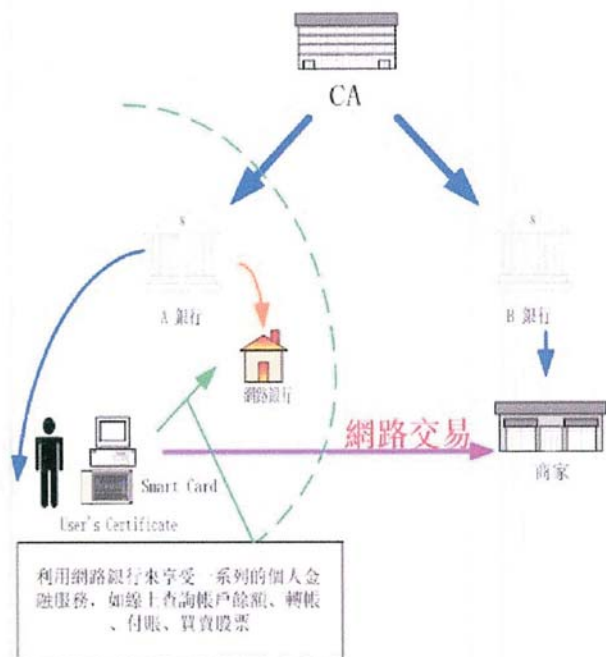 CA
A 銀行
B 銀行
網路銀行
網路交易
商家
Smart Card
User's Certificate
利用網路銀行來享受一系列的個人金
融服務，如線上查詢帳戶餘額、轉帳
、付賬、買賣股票